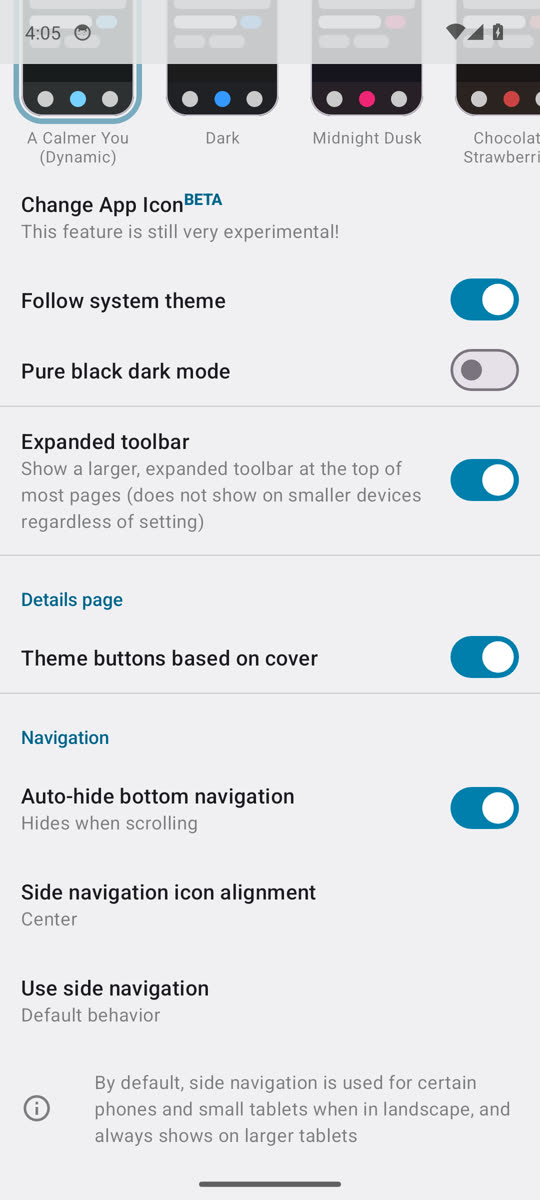 4:05
A Calmer You
(Dynamic)
Dark
Midnight Dusk
Chocolat
Strawberri
Change App IconBETA
This feature is still very experimental!
Follow system theme
Pure black dark mode
Expanded toolbar
Show a larger, expanded toolbar at the top of
most pages (does not show on smaller devices
regardless of setting)
Details page
Theme buttons based on cover
Navigation
Auto-hide bottom navigation
Hides when scrolling
Side navigation icon alignment
Center
Use side navigation
Default behavior
By default, side navigation is used for certain
phones and small tablets when in landscape, and
always shows on larger tablets